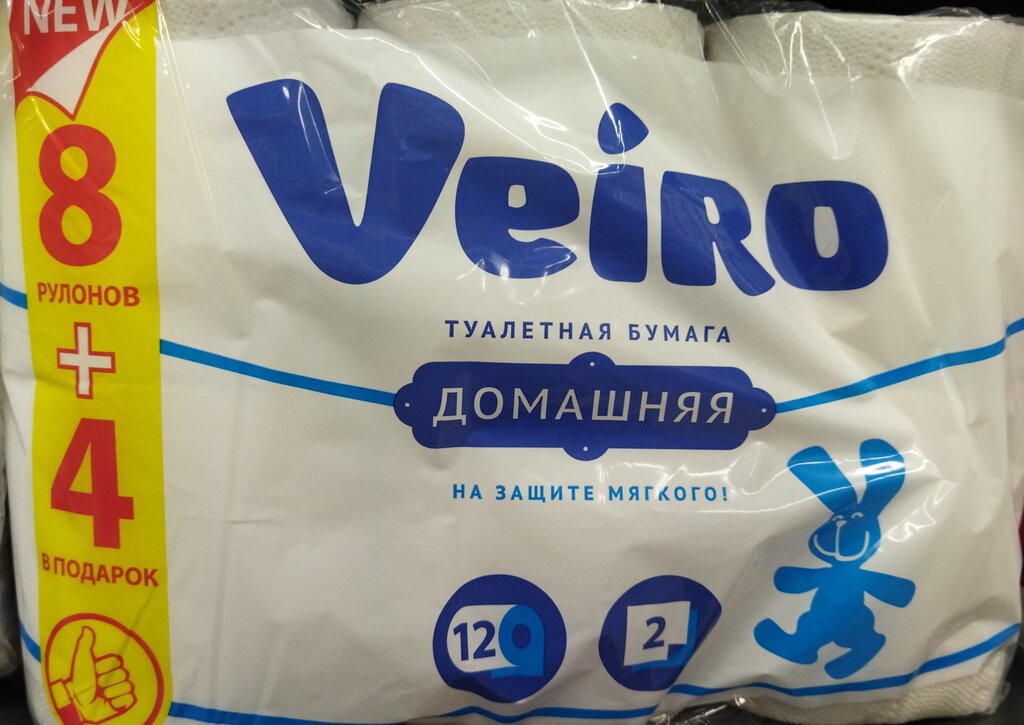 NEW
8
РУЛОНОВ
+
4
В ПОДАРОК
Veiro
ТУАЛЕТНАЯ БУМАГА
ДОМАШНЯЯ
НА ЗАЩИТЕ МЯГКОГО!
12
2